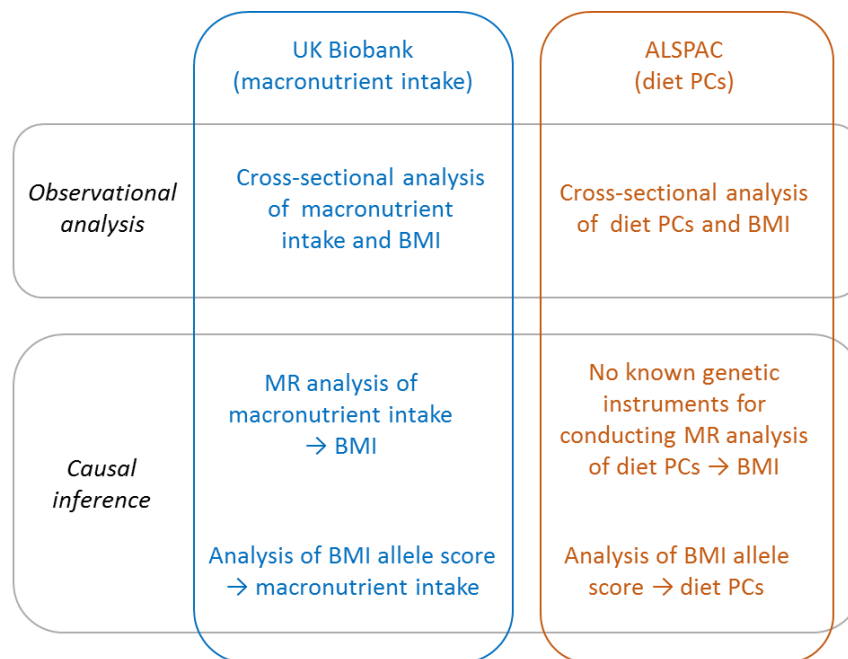 UK Biobank
(macronutrient intake)
ALSPAC
(diet PCs)
Observational
analysis
Cross-sectional analysis
of macronutrient
intake and BMI
Cross-sectional analysis
of diet PCs and BMI
Causal
inference
MR analysis of
macronutrient intake
→ BMI
No known genetic
instruments for
conducting MR analysis
of diet PCs → BMI
Analysis of BMI allele score
→ macronutrient intake
Analysis of BMI allele
score → diet PCs